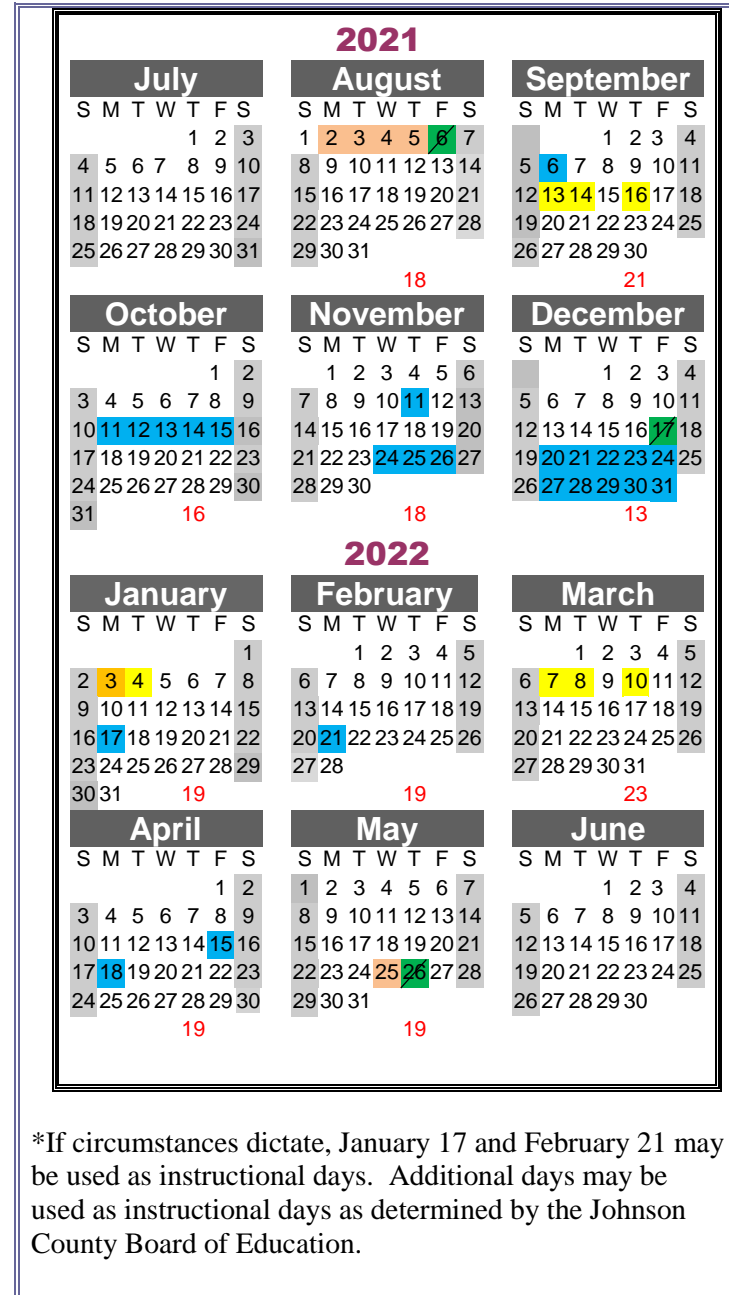 2021
July August September
S M T W T F S S M T W T F S S M T W T F S
1 2 3 1 2 3 4 5 6 7 1 2 3 4
4 5 6 7 8 9 10 8 9 10 11 12 13 14 5 6 7 8 9 10 11
11 12 13 14 15 16 17 15 16 17 18 19 20 21 12 13 14 15 16 17 18
18 19 20 21 22 23 24 22 23 24 25 26 27 28 19 20 21 22 23 24 25
25 26 27 28 29 30 31 29 30 31 26 27 28 29 30
18 21
October November December
S M T W T F S S M T W T F S S M T W T F S
1 2 1 2 3 4 5 6 1 2 3 4
3 4 5 6 7 8 9 7 8 9 10 11 12 13 5 6 7 8 9 10 11
10 11 12 13 14 15 16 14 15 16 17 18 19 20 12 13 14 15 16 17 18
17 18 19 20 21 22 23 21 22 23 24 25 26 27 19 20 21 22 23 24 25
24 25 26 27 28 29 30 28 29 30 26 27 28 29 30 31
31 16 18 13
2022
January February March
S M T W T F S S M T W T F S S M T W T F S
1 1 2 3 4 5 1 2 3 4 5
2 3 4 5 6 7 8 6 7 8 9 10 11 12 6 7 8 9 10 11 12
9 10 11 12 13 14 15 13 14 15 16 17 18 19 13 14 15 16 17 18 19
16 17 18 19 20 21 22 20 21 22 23 24 25 26 20 21 22 23 24 25 26
23 24 25 26 27 28 29 27 28 27 28 29 30 31
30 31 19 19 23
April May June
S M T W T F S S M T W T F S S M T W T F S
1 2 1 2 3 4 5 6 7 1 2 3 4
3 4 5 6 7 8 9 8 9 10 11 12 13 14 5 6 7 8 9 10 11
10 11 12 13 14 15 16 15 16 17 18 19 20 21 12 13 14 15 16 17 18
17 18 19 20 21 22 23 22 23 24 25 26 27 28 19 20 21 22 23 24 25
24 25 26 27 28 29 30 29 30 31 26 27 28 29 30
19 19
*If circumstances dictate, January 17 and February 21 may
be used as instructional days. Additional days may be
used as instructional days as determined by the Johnson
County Board of Education.